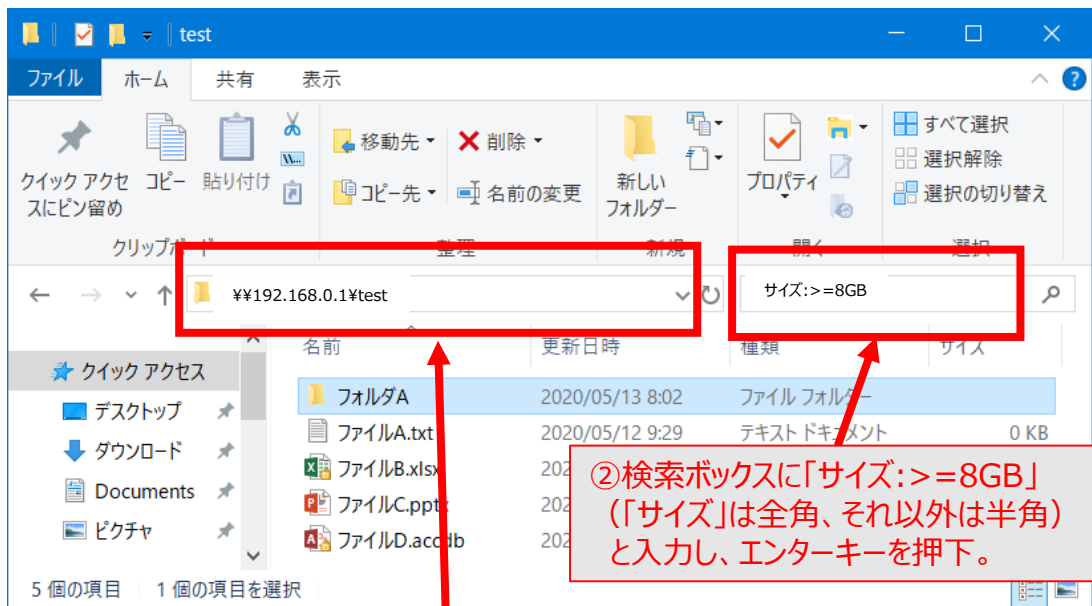 test
ファイル ホーム 共有 表示
クイック アクセスにピン留め
コピー
貼り付け
移動先
コピー先
削除
名前の変更
新しい
フォルダー
プロパティ
すべて選択
選択解除
選択の切り替え
クリップボード 整理 新規 開く 選択
¥¥192.168.0.1¥test
サイズ:>=8GB
名前 更新日時 種類 サイズ
クイック アクセス
デスクトップ
ダウンロード
Documents
ピクチャ
フォルダA 2020/05/13 8:02 ファイル フォルダー
ファイルA.txt 2020/05/12 9:29 テキスト ドキュメント 0 KB
ファイルB.xlsx 202
ファイルC.pptx 202
ファイルD.accdb 202
②検索ボックスに「サイズ:>=8GB」
(「サイズ」は全角、それ以外は半角)
と入力し、エンターキーを押下。
5 個の項目 1 個の項目を選択